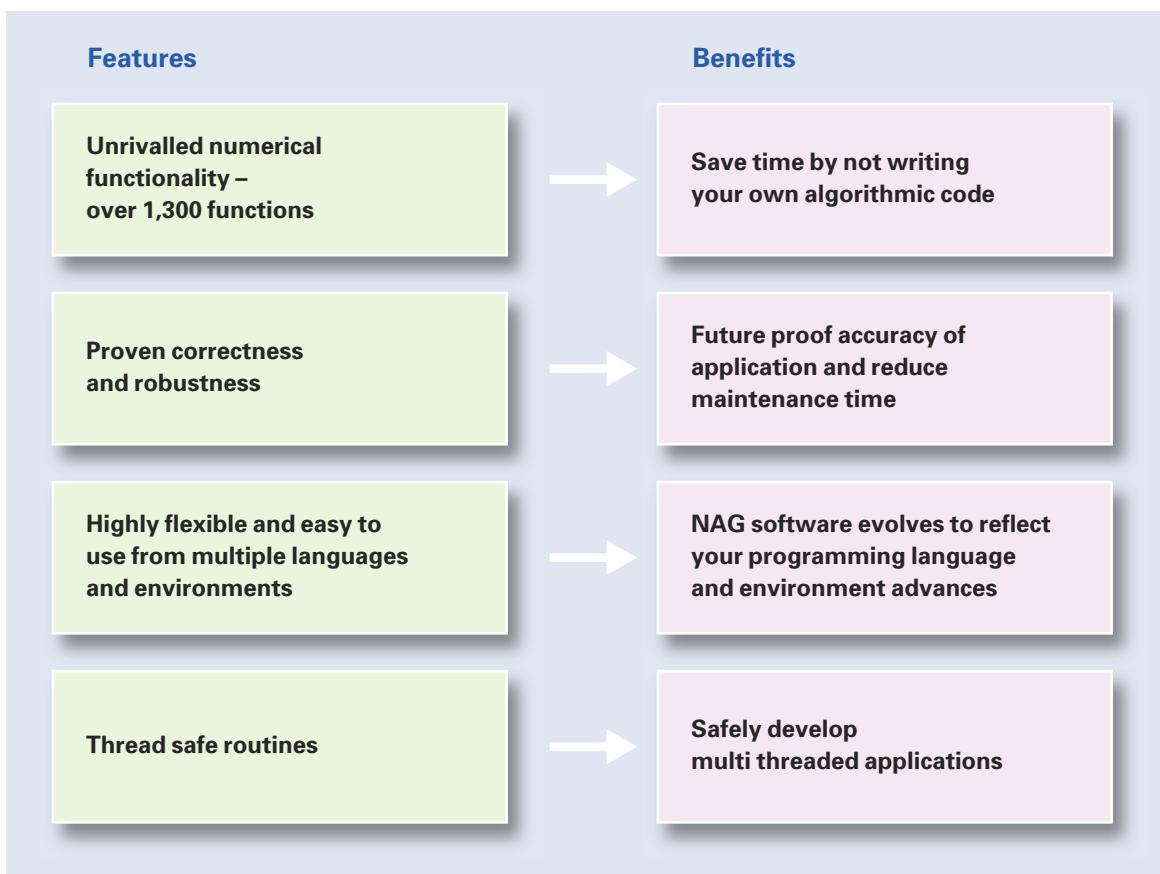 Features
Benefits
Unrivalled numerical
functionality –
over 1,300 functions
Save time by not writing
your own algorithmic code
Proven correctness
and robustness
Future proof accuracy of
application and reduce
maintenance time
Highly flexible and easy to
use from multiple languages
and environments
NAG software evolves to reflect
your programming language
and environment advances
Thread safe routines
Safely develop
multi threaded applications